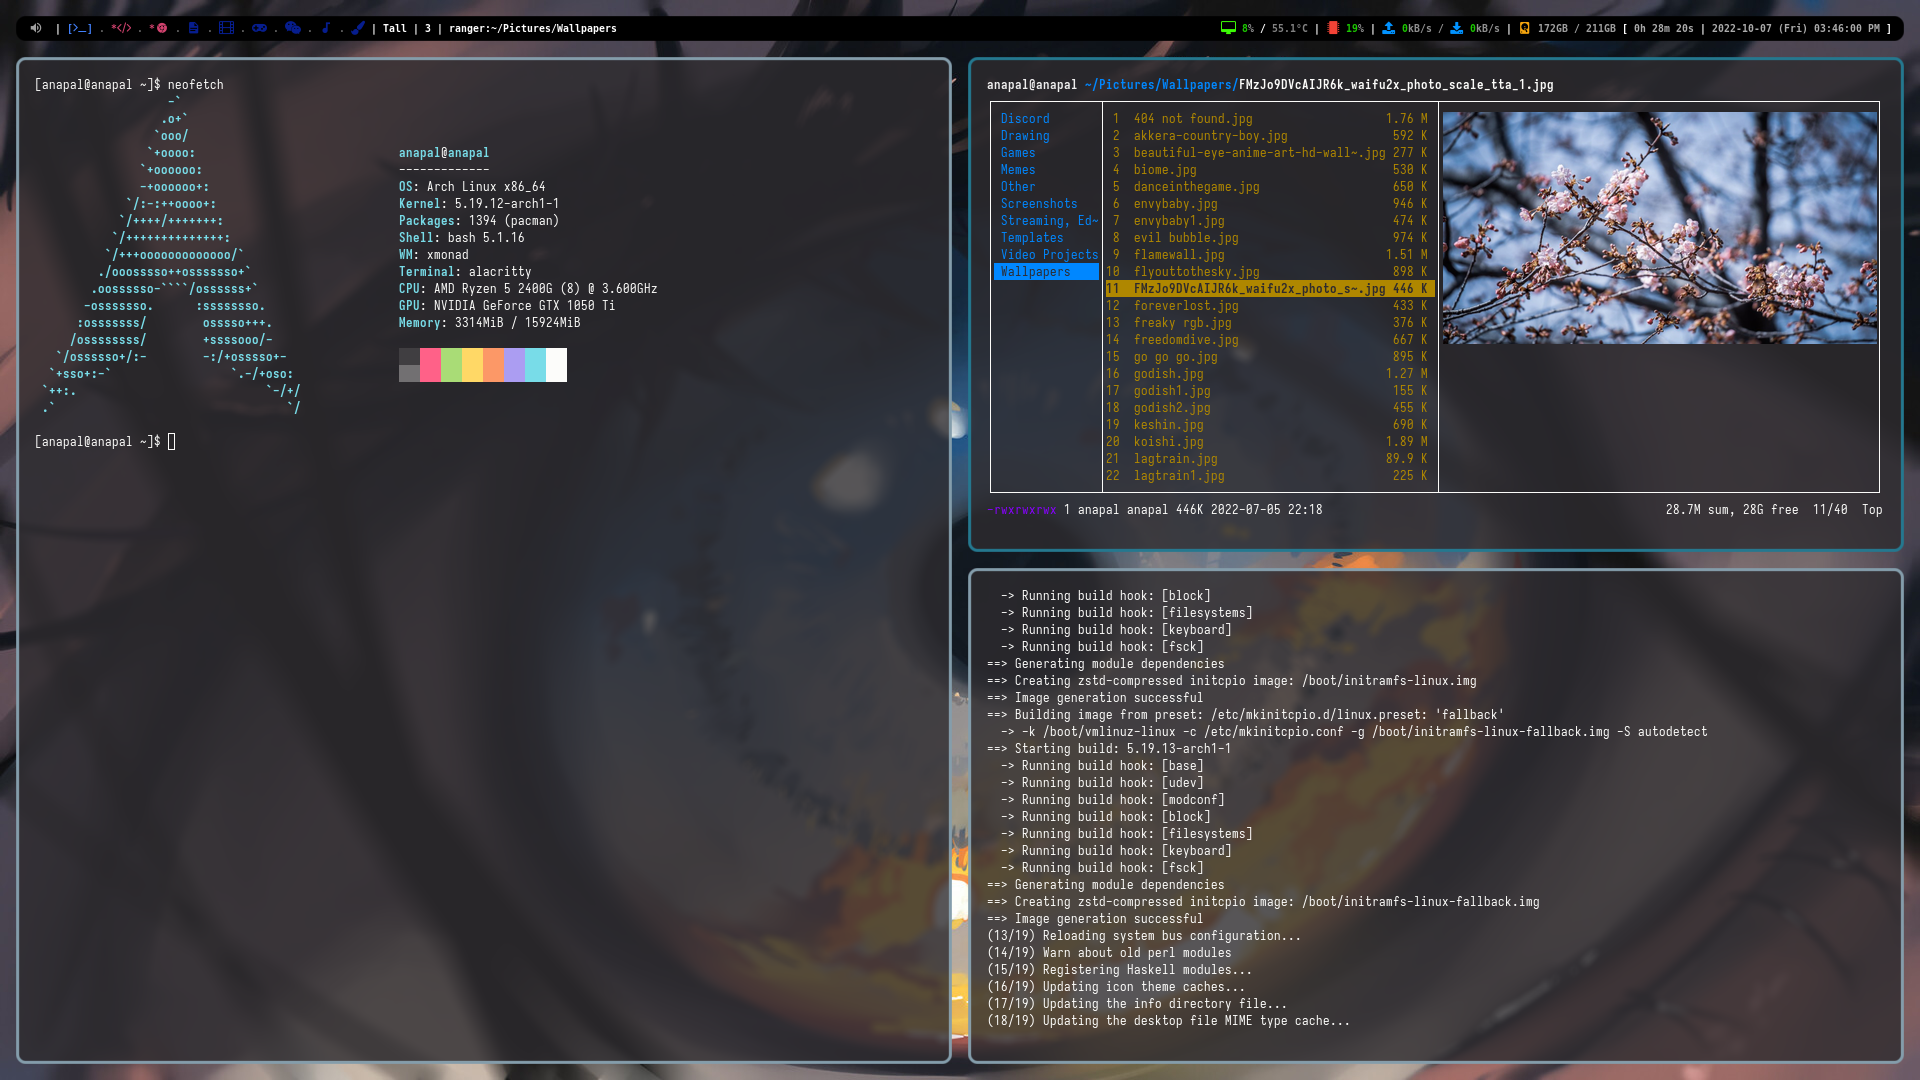 | [>_] . *</> . * . . . . . . . | Tall | 3 | ranger:~/Pictures/Wallpapers
8% / 55.1°C | 19% | 0kB/s / 0kB/s | 172GB / 211GB [ 0h 28m 20s | 2022-10-07 (Fri) 03:46:00 PM ]
[anapal@anapal ~]$ neofetch
-`
.o+`
`ooo/
`+oooo:
`+oooooo:
-+oooooo+:
`/:-:++oooo+:
`/++++/+++++++:
`/++++++++++++++:
`/+++ooooooooooooo/`
./ooosssso++osssssso+`
.oossssso-````/ossssss+`
-osssssso.      :ssssssso.
:osssssss/        osssso+++.
/ossssssss/        +ssssooo/-
`/ossssso+/:-        -:/+osssso+-
`+sso+:-`                 `.-/+oso:
`++:.                           `-/+/
.`                                 `/
anapal@anapal
-------------
OS: Arch Linux x86_64
Kernel: 5.19.12-arch1-1
Packages: 1394 (pacman)
Shell: bash 5.1.16
WM: xmonad
Terminal: alacritty
CPU: AMD Ryzen 5 2400G (8) @ 3.600GHz
GPU: NVIDIA GeForce GTX 1050 Ti
Memory: 3314MiB / 15924MiB
[anapal@anapal ~]$
anapal@anapal ~/Pictures/Wallpapers/FMzJo9DVcAIJR6k_waifu2x_photo_scale_tta_1.jpg
Discord
Drawing
Games
Memes
Other
Screenshots
Streaming, Ed~
Templates
Video Projects
Wallpapers
1 404 not found.jpg 1.76 M
2 akkera-country-boy.jpg 592 K
3 beautiful-eye-anime-art-hd-wall~.jpg 277 K
4 biome.jpg 530 K
5 danceinthegame.jpg 650 K
6 envybaby.jpg 946 K
7 envybaby1.jpg 474 K
8 evil bubble.jpg 974 K
9 flamewall.jpg 1.51 M
10 flyouttothesky.jpg 898 K
11 FMzJo9DVcAIJR6k_waifu2x_photo_s~.jpg 446 K
12 foreverlost.jpg 433 K
13 freaky rgb.jpg 376 K
14 freedomdive.jpg 667 K
15 go go go.jpg 895 K
16 godish.jpg 1.27 M
17 godish1.jpg 155 K
18 godish2.jpg 455 K
19 keshin.jpg 690 K
20 koishi.jpg 1.89 M
21 lagtrain.jpg 89.9 K
22 lagtrain1.jpg 225 K
-rwxrwxrwx 1 anapal anapal 446K 2022-07-05 22:18 28.7M sum, 28G free 11/40 Top
-> Running build hook: [block]
-> Running build hook: [filesystems]
-> Running build hook: [keyboard]
-> Running build hook: [fsck]
==> Generating module dependencies
==> Creating zstd-compressed initcpio image: /boot/initramfs-linux.img
==> Image generation successful
==> Building image from preset: /etc/mkinitcpio.d/linux.preset: 'fallback'
-> -k /boot/vmlinuz-linux -c /etc/mkinitcpio.conf -g /boot/initramfs-linux-fallback.img -S autodetect
==> Starting build: 5.19.13-arch1-1
-> Running build hook: [base]
-> Running build hook: [udev]
-> Running build hook: [modconf]
-> Running build hook: [block]
-> Running build hook: [filesystems]
-> Running build hook: [keyboard]
-> Running build hook: [fsck]
==> Generating module dependencies
==> Creating zstd-compressed initcpio image: /boot/initramfs-linux-fallback.img
==> Image generation successful
(13/19) Reloading system bus configuration...
(14/19) Warn about old perl modules
(15/19) Registering Haskell modules...
(16/19) Updating icon theme caches...
(17/19) Updating the info directory file...
(18/19) Updating the desktop file MIME type cache...